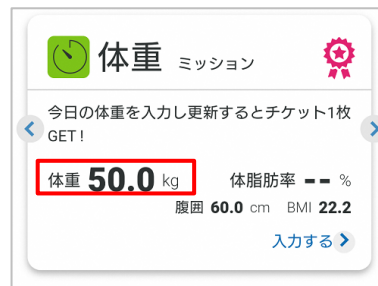 体重 ミッション
今日の体重を入力し更新するとチケット1枚
GET!
体重 50.0 kg 体脂肪率 -- %
腹囲 60.0 cm BMI 22.2
入力する